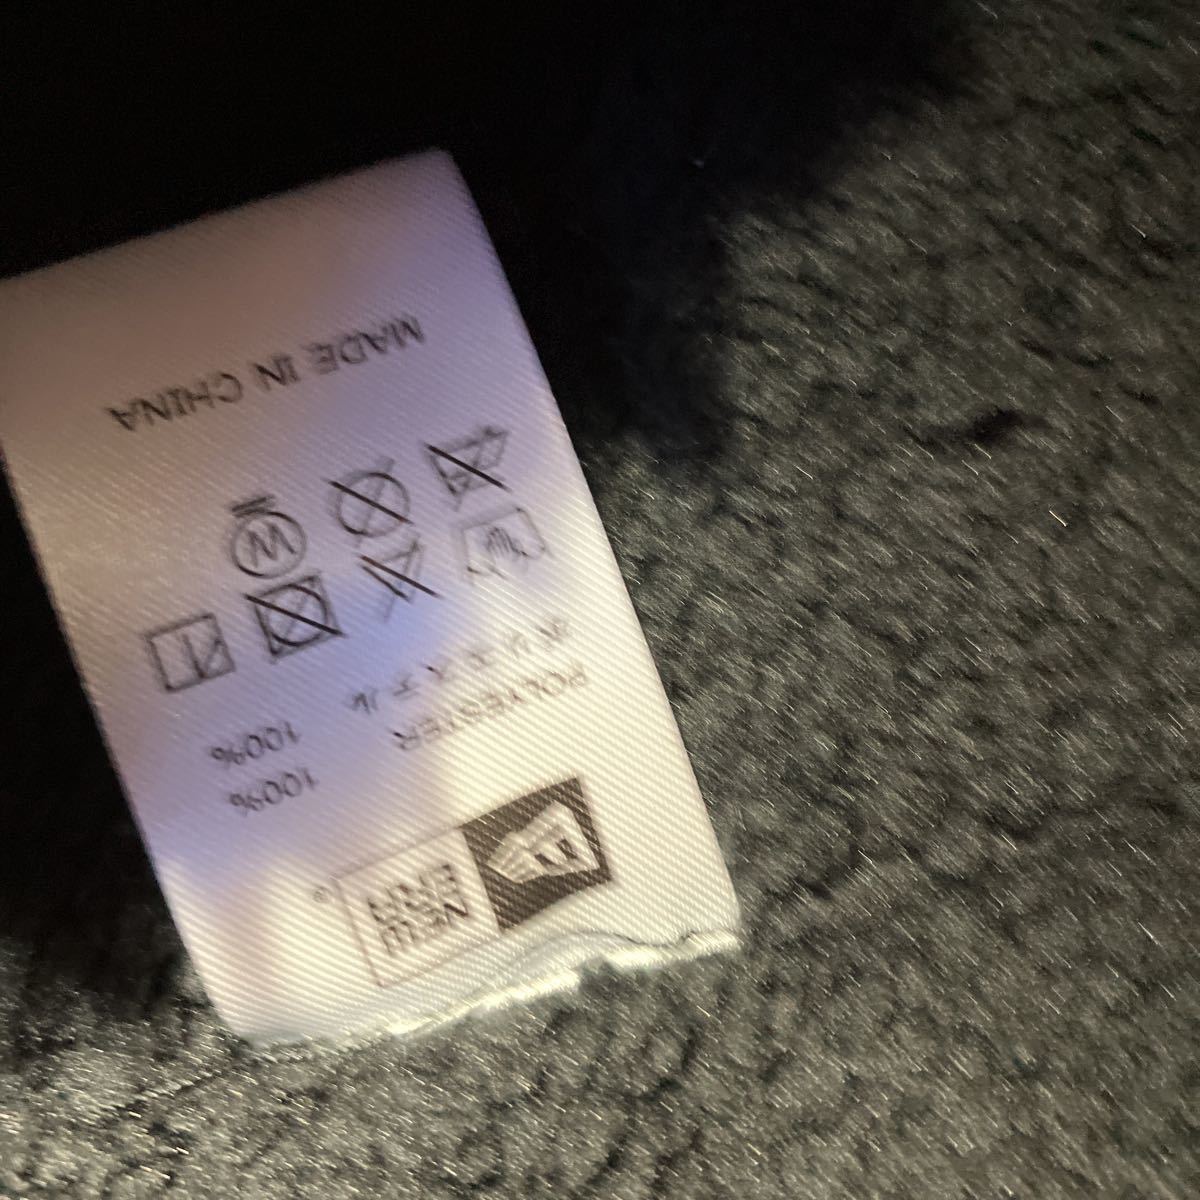 NEW
ERA
®
POLYESTER 100%
ポリエステル 100%
W
MADE IN CHINA